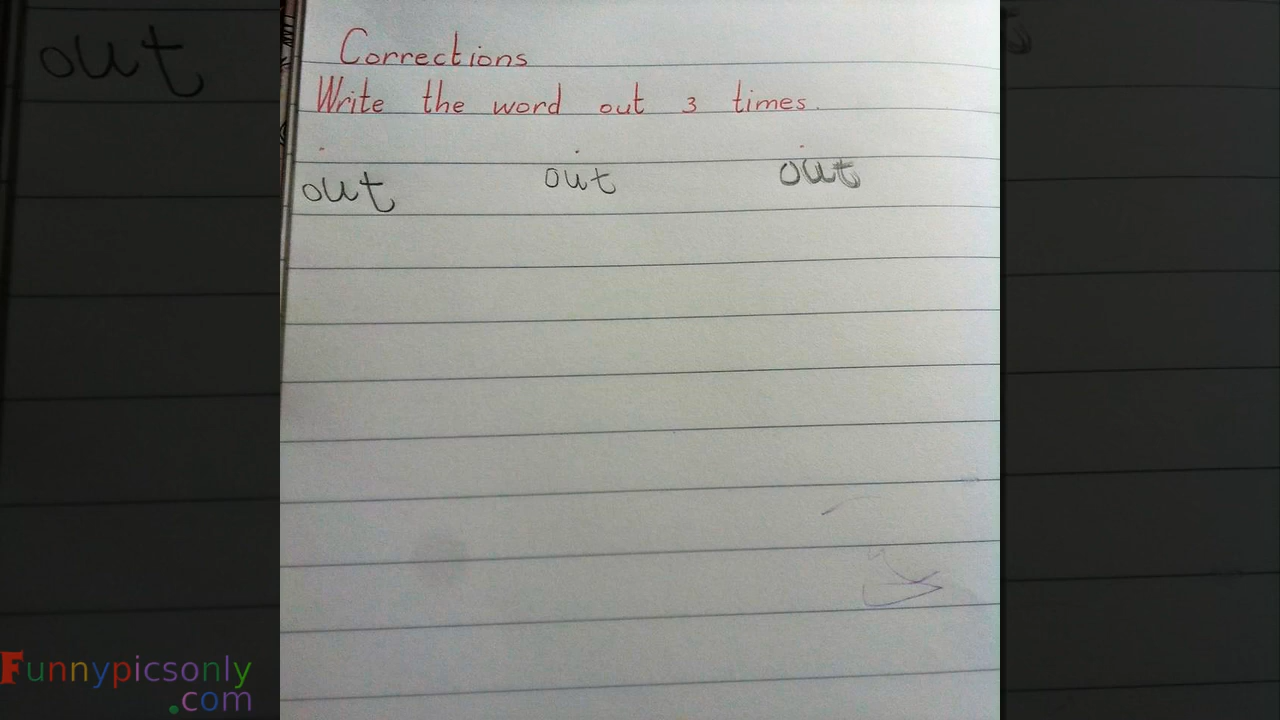 Corrections
Write the word out 3 times.
out out out
out
Funnypicsonly
.com